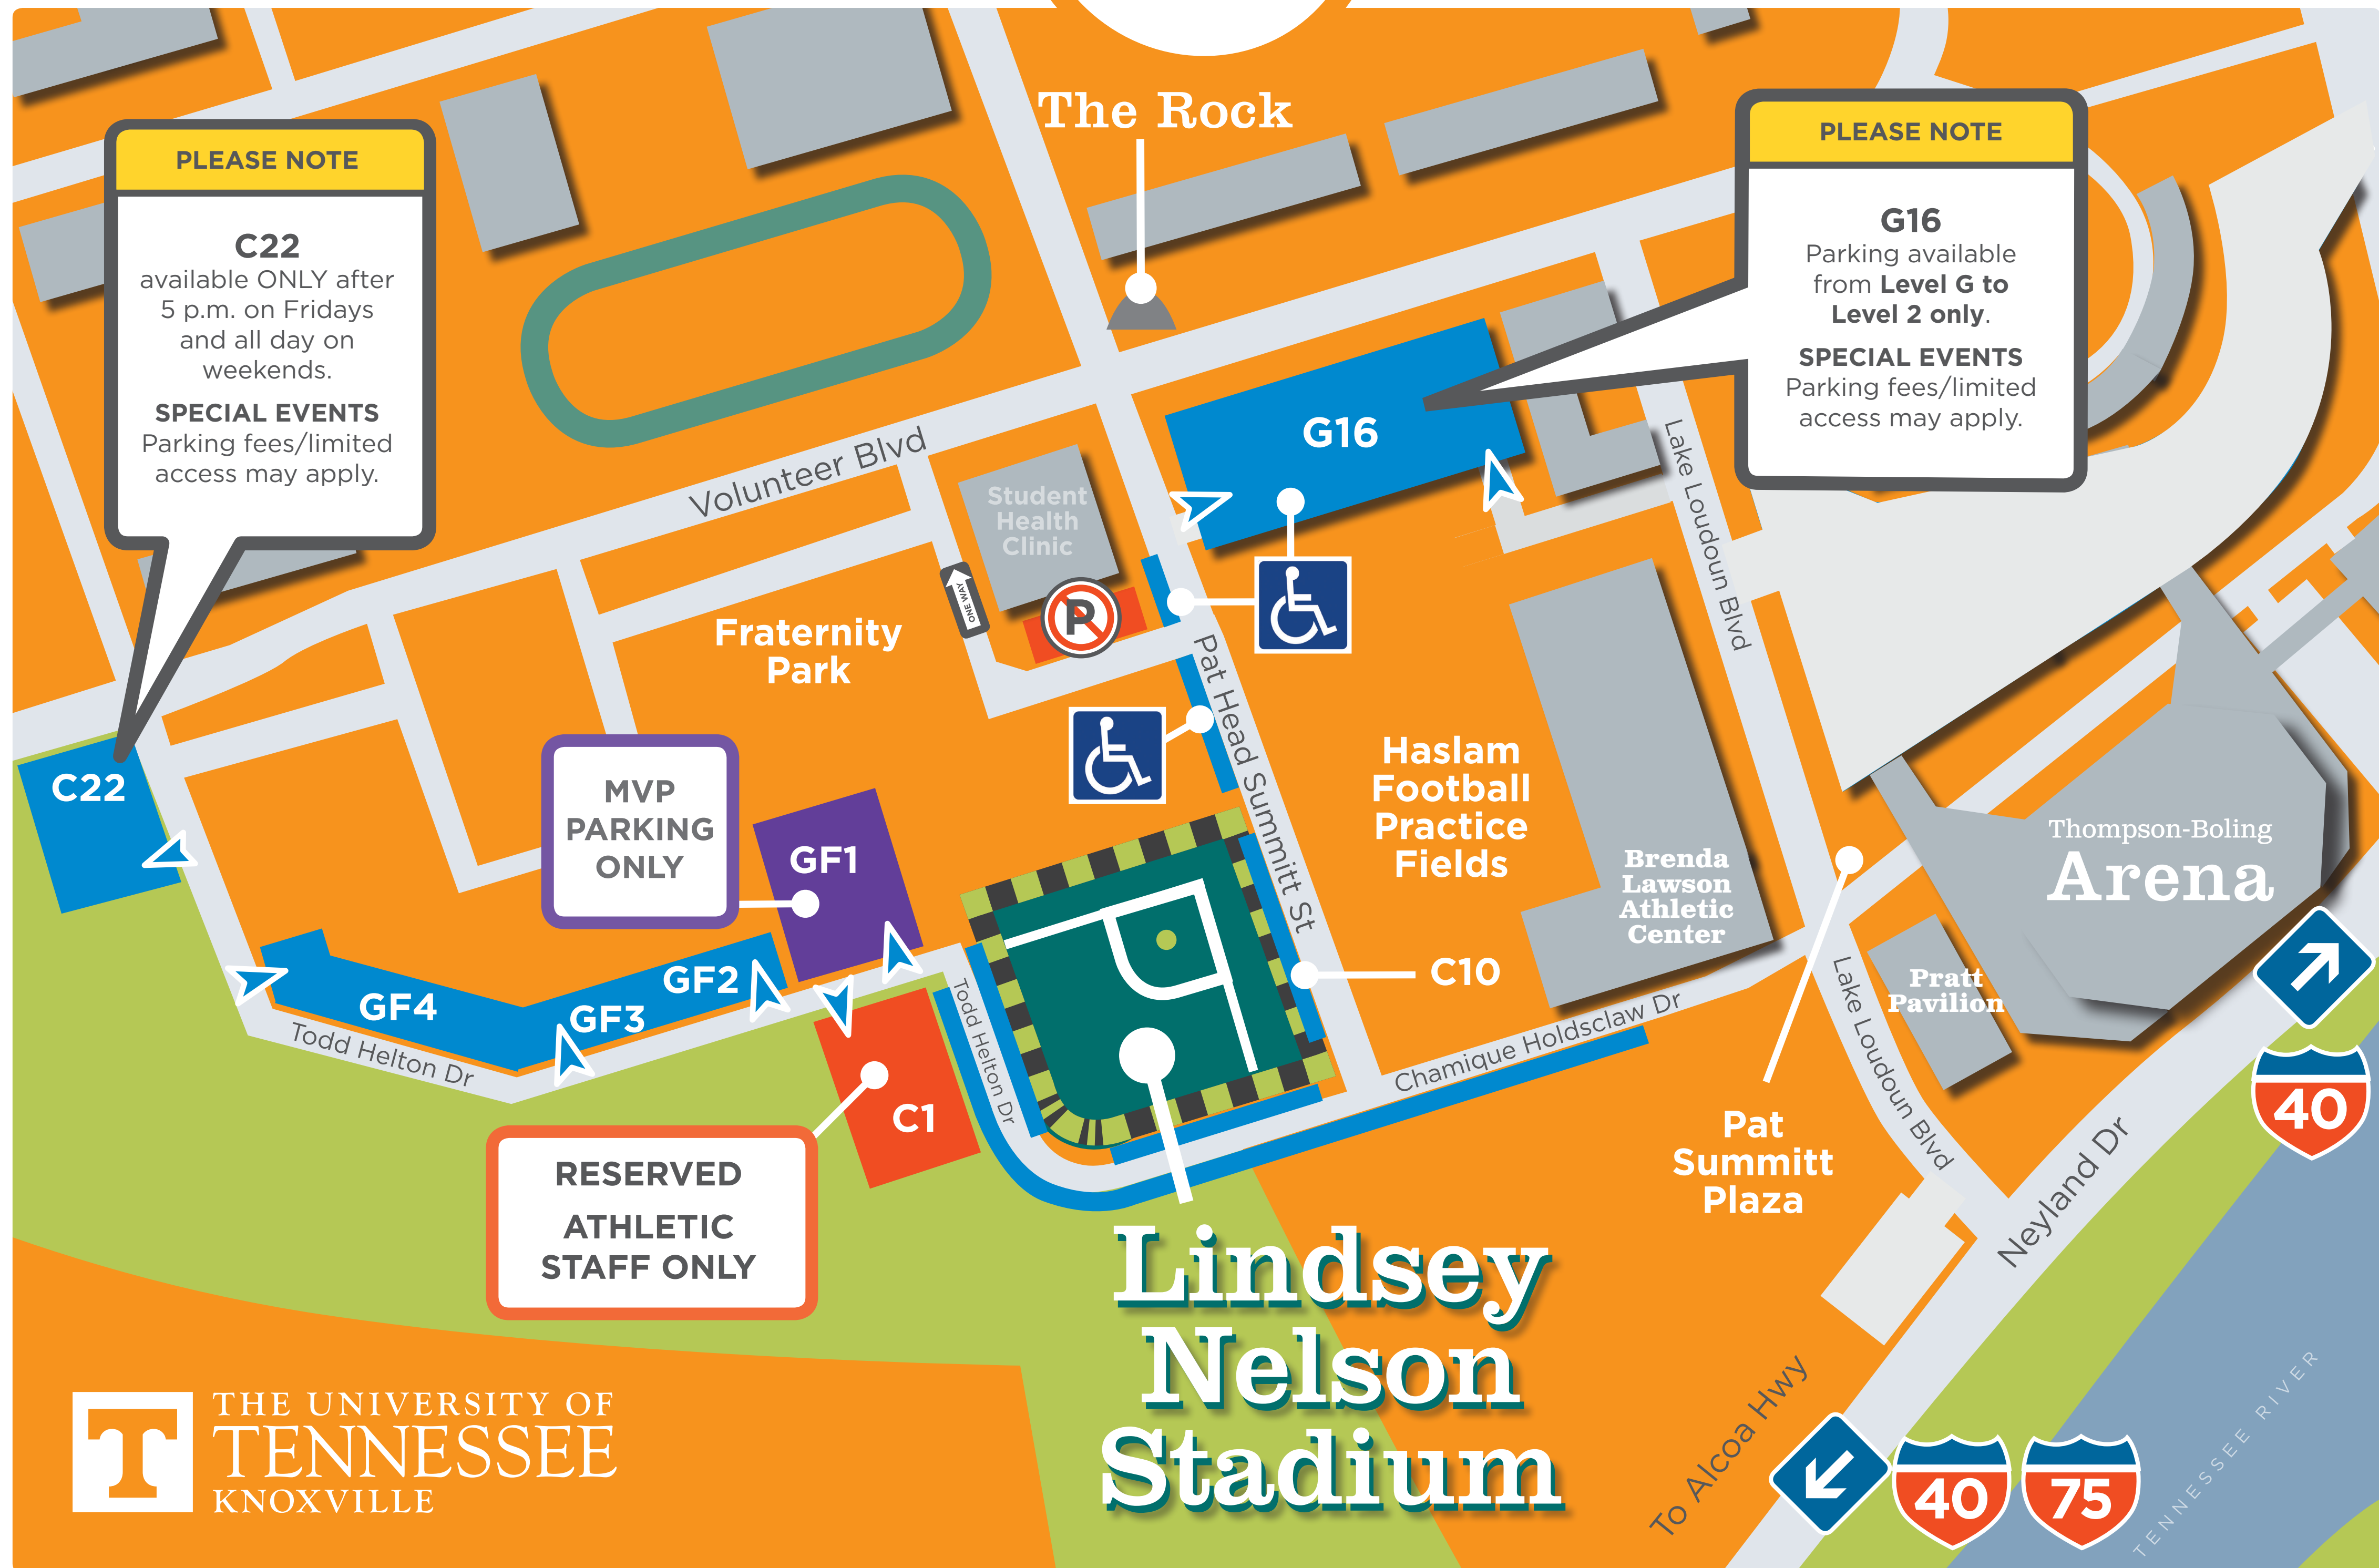 The Rock
PLEASE NOTE
C22
available ONLY after
5 p.m. on Fridays
and all day on
weekends.
SPECIAL EVENTS
Parking fees/limited
access may apply.
PLEASE NOTE
G16
Parking available
from Level G to
Level 2 only.
SPECIAL EVENTS
Parking fees/limited
access may apply.
G16
Volunteer Blvd
Lake Loudoun Blvd
Student
Health
Clinic
ONE WAY
P
Fraternity
Park
Pat Head Summitt St
C22
MVP
PARKING
ONLY
GF1
Haslam
Football
Practice
Fields
Brenda
Lawson
Athletic
Center
Thompson-Boling
Arena
C10
GF2
GF3
GF4
Todd Helton Dr
Todd Helton Dr
Pratt
Pavilion
Lake Loudoun Blvd
Chamique Holdsclaw Dr
C1
RESERVED
ATHLETIC
STAFF ONLY
Pat
Summitt
Plaza
Neyland Dr
40
Lindsey
Nelson
Stadium
To Alcoa Hwy
40
75
TENNESSEE RIVER
T
THE UNIVERSITY OF
TENNESSEE
KNOXVILLE